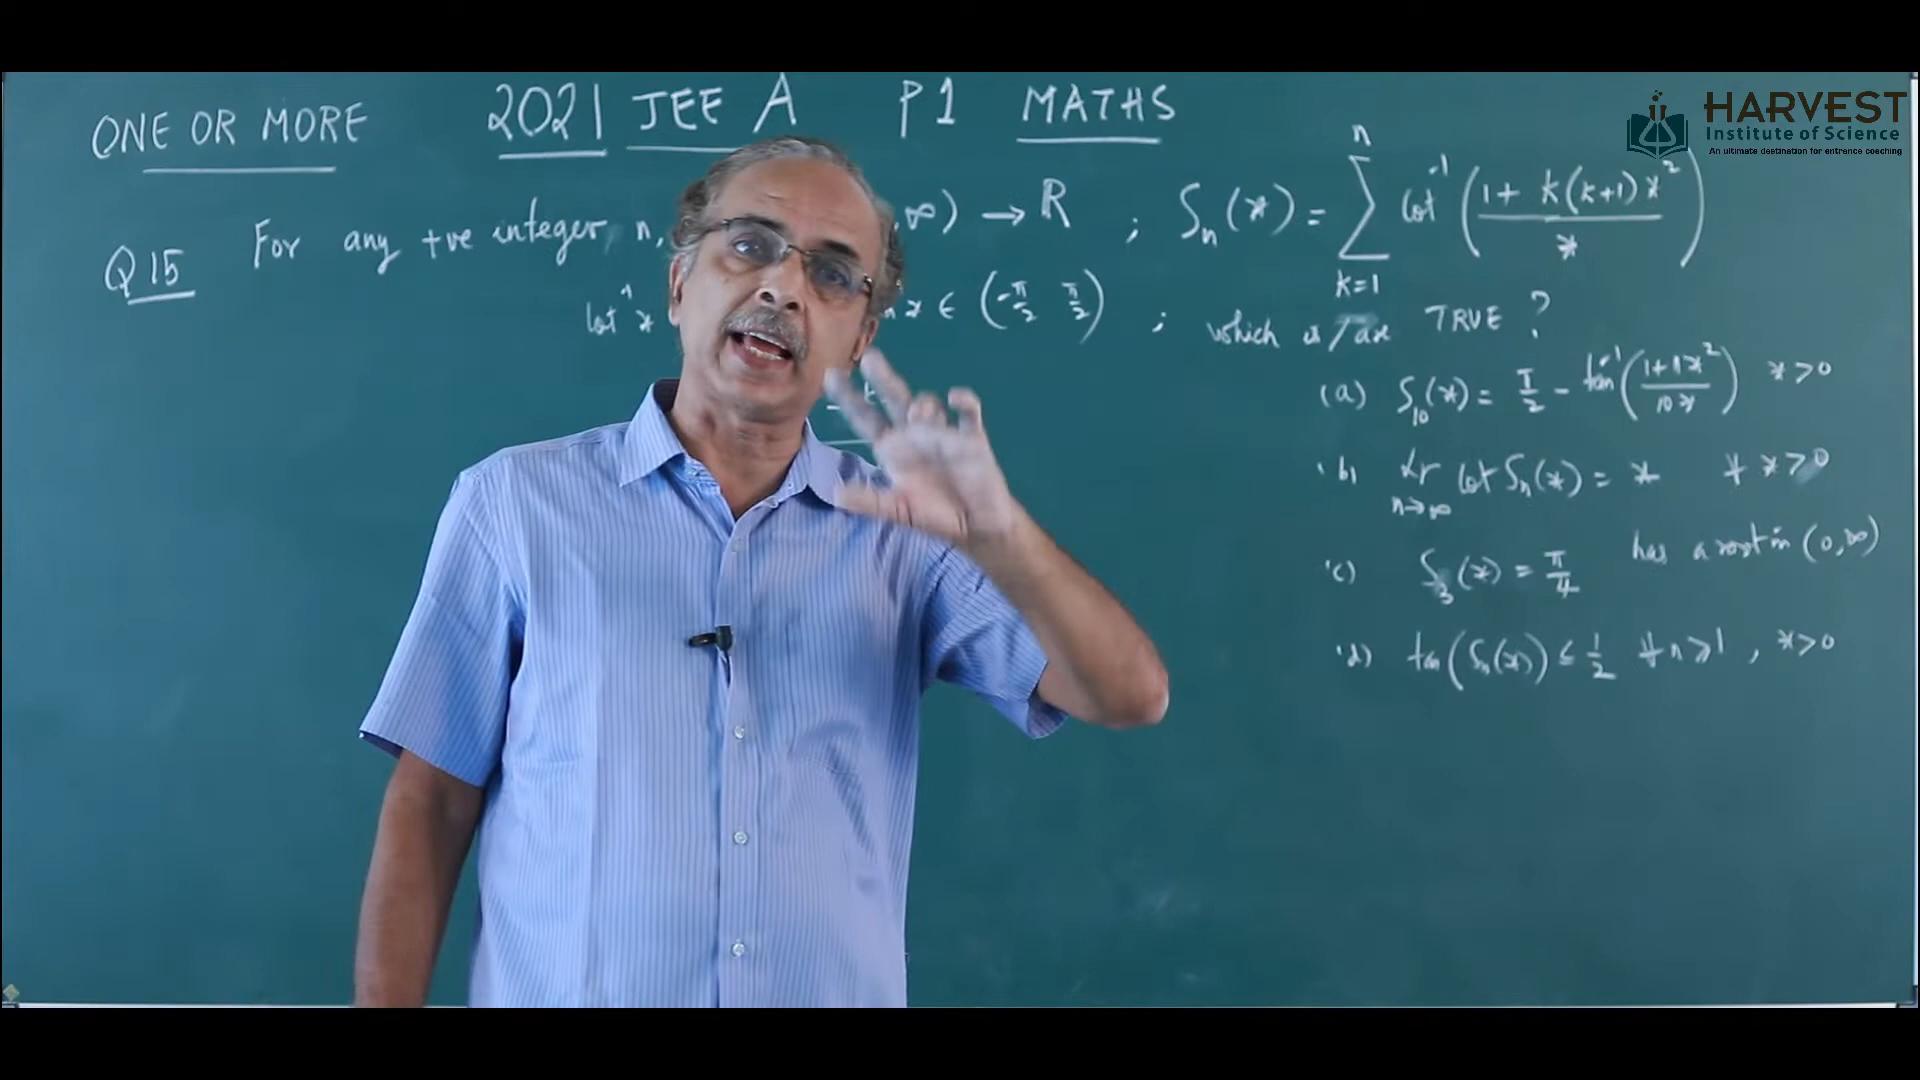 HARVEST
Institute of Science
An ultimate destination for entrance coaching
ONE OR MORE 2021 JEE A P1 MATHS
Q15 For any +ve integer, n, , ∞) → R ; Sₙ(x) = Σ_{k=1}^{n} cot⁻¹((1 + k(k+1)x²)/x)
cot⁻¹x x ∈ (-π/2 π/2) ; which is/are TRUE ?
(a) S₁₀(x) = π/2 - tan⁻¹((1+11x²)/10x) x>0
(b) Lt_{n→∞} cot Sₙ(x) = x ∀ x>0
(c) S₃(x) = π/4 has a root in (0,∞)
(d) tan(Sₙ(x)) ≤ 1/2 ∀ n≥1, x>0